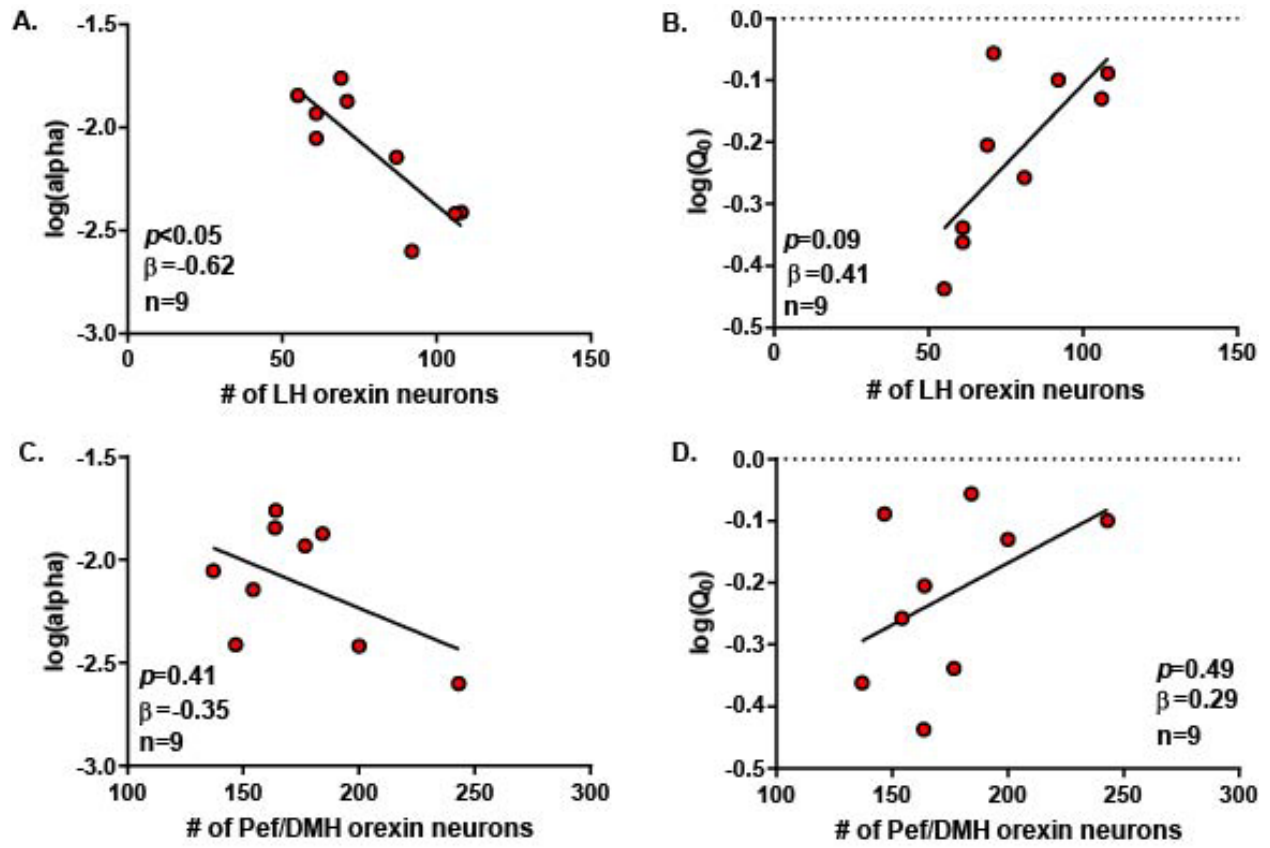 A.
-1.5
-2.0
-2.5
-3.0
log(alpha)
p<0.05
β=-0.62
n=9
0 50 100 150
# of LH orexin neurons
B.
0.0
-0.1
-0.2
-0.3
-0.4
-0.5
log(Q₀)
p=0.09
β=0.41
n=9
0 50 100 150
# of LH orexin neurons
C.
-1.5
-2.0
-2.5
-3.0
log(alpha)
p=0.41
β=-0.35
n=9
100 150 200 250 300
# of Pef/DMH orexin neurons
D.
0.0
-0.1
-0.2
-0.3
-0.4
-0.5
log(Q₀)
p=0.49
β=0.29
n=9
100 150 200 250 300
# of Pef/DMH orexin neurons